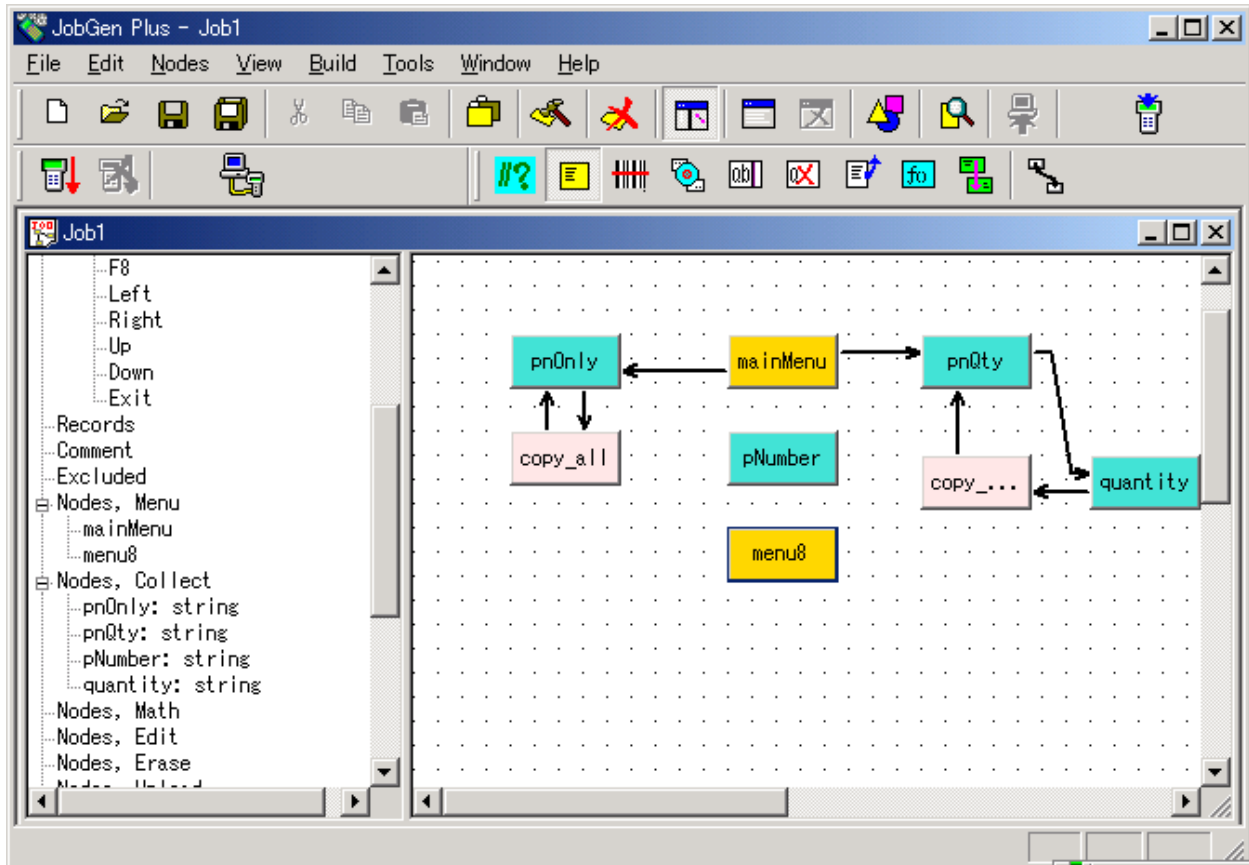 JobGen Plus - Job1
File Edit Nodes View Build Tools Window Help
//? ab fo
Job1
F8
Left
Right
Up
Down
Exit
Records
Comment
Excluded
Nodes, Menu
mainMenu
menu8
Nodes, Collect
pnOnly: string
pnQty: string
pNumber: string
quantity: string
Nodes, Math
Nodes, Edit
Nodes, Erase
pnOnly mainMenu pnQty
copy_all pNumber copy_... quantity
menu8